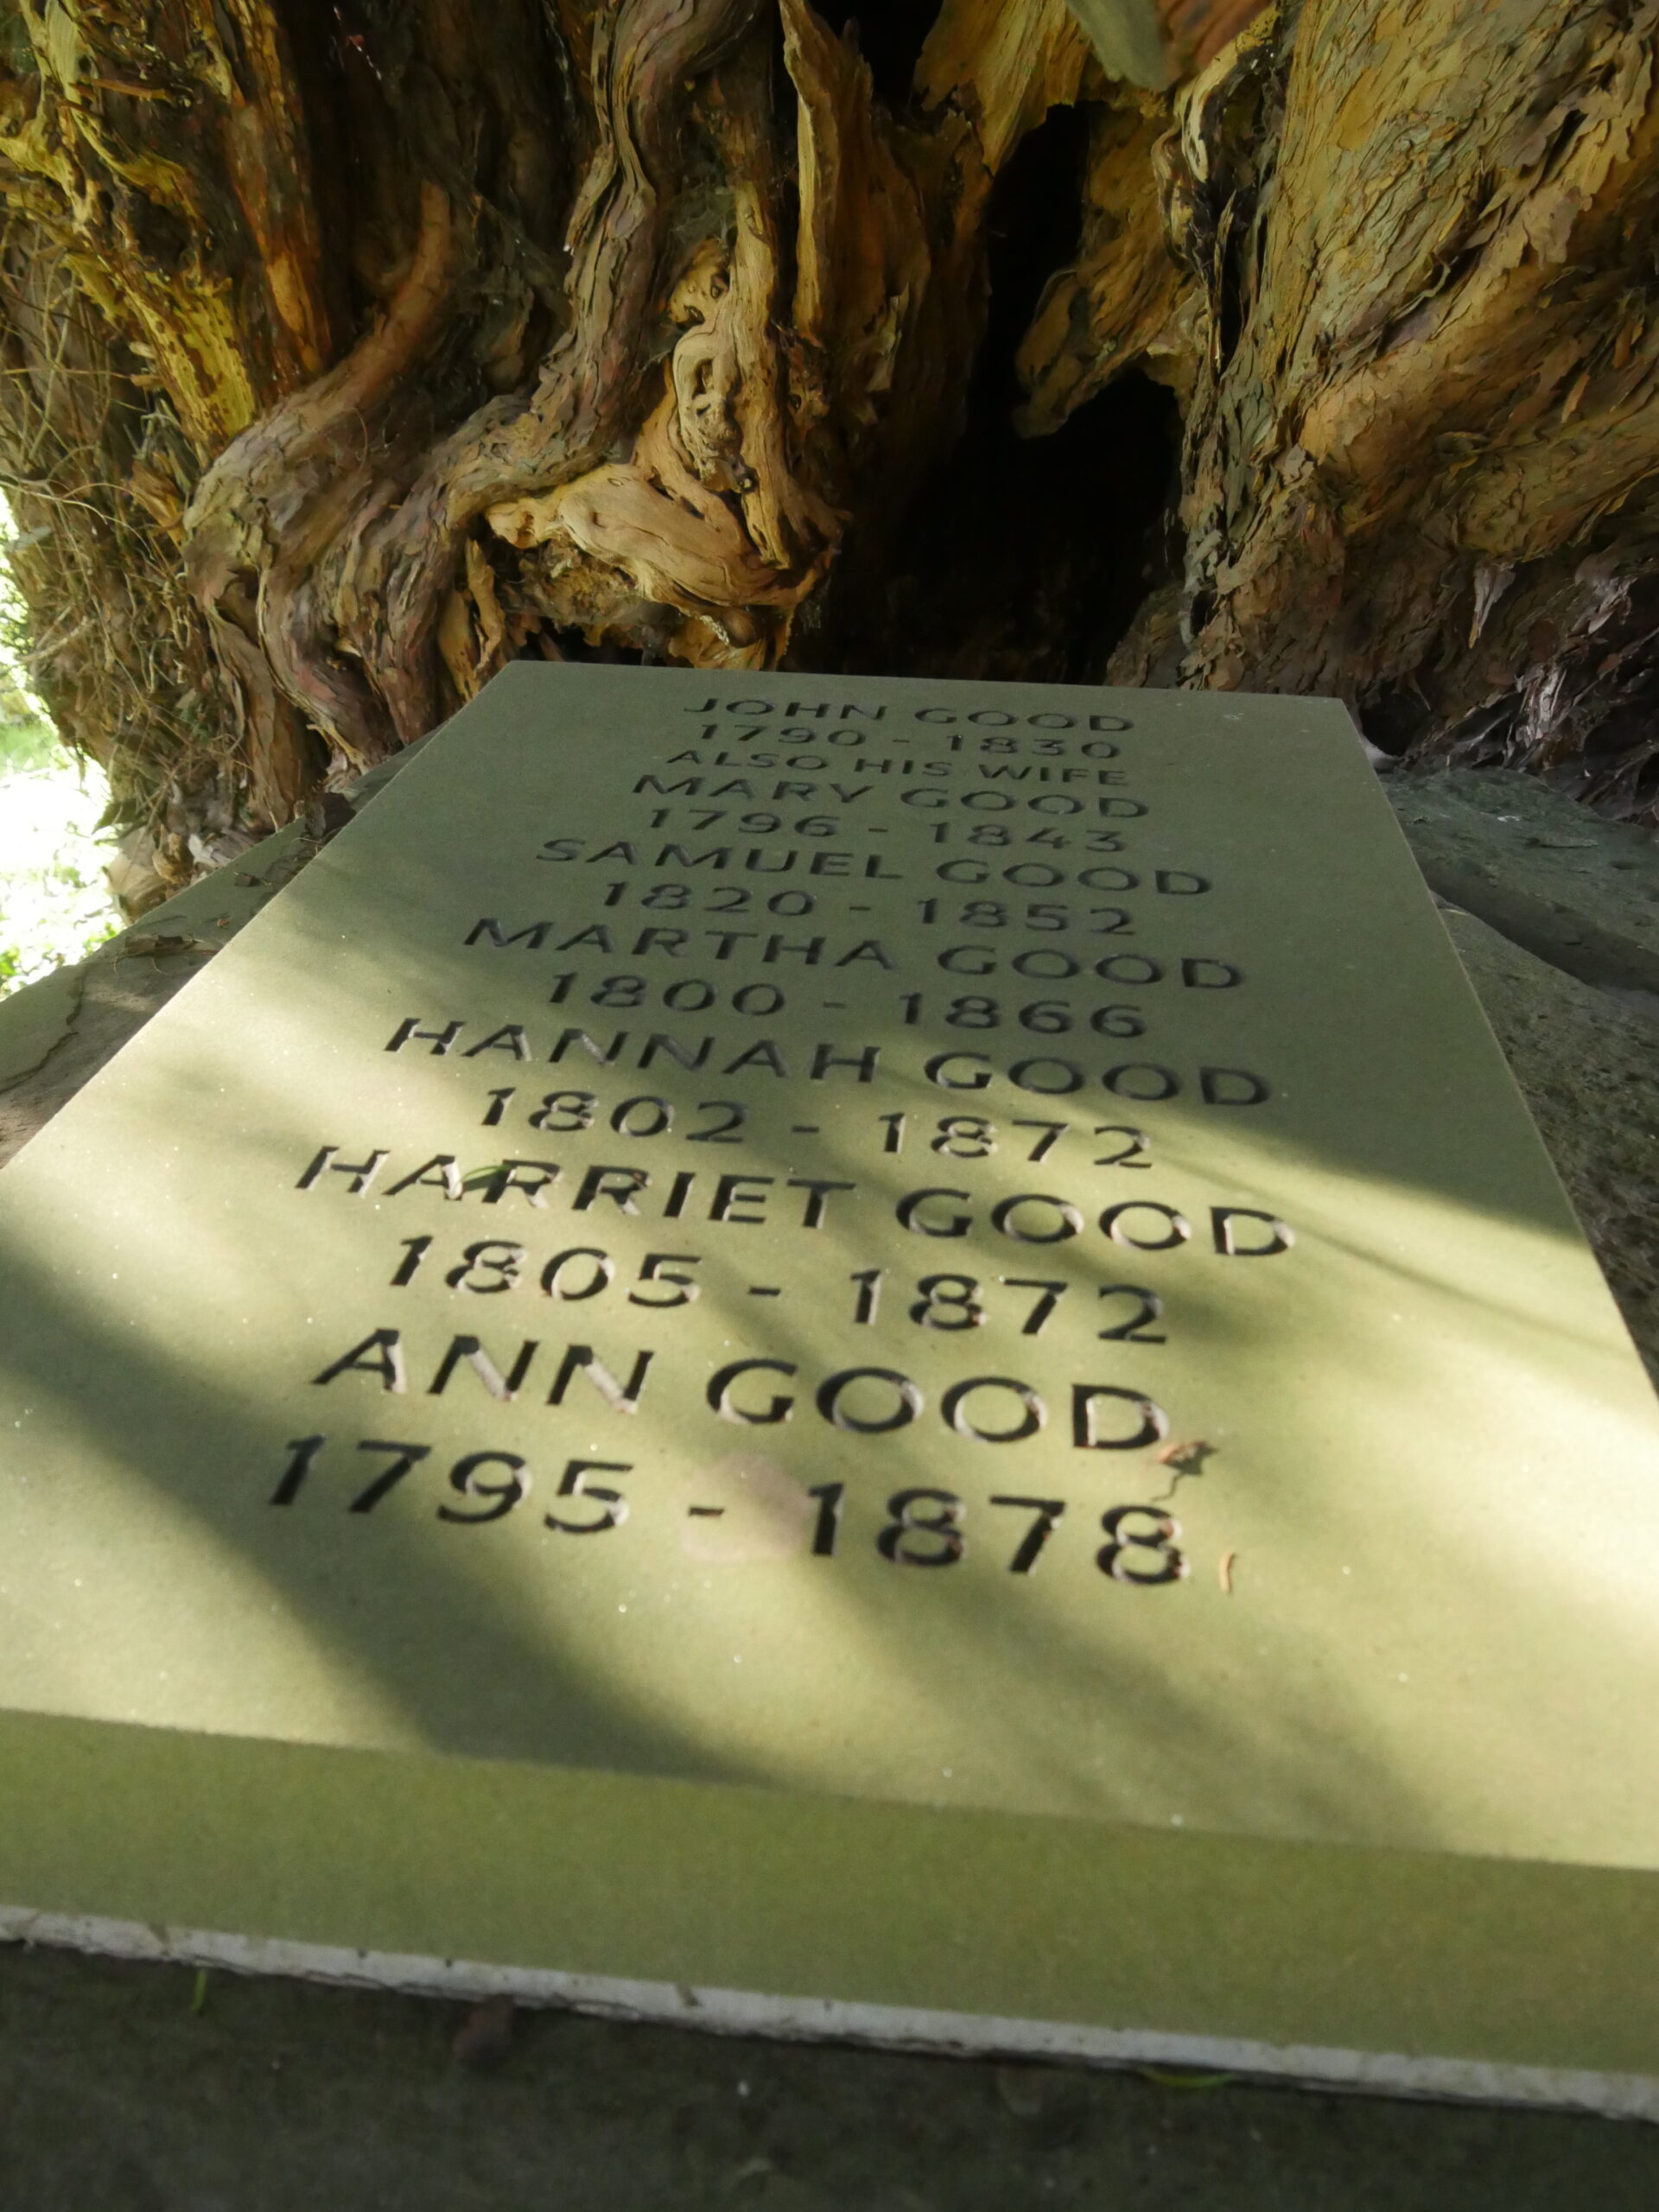 JOHN GOOD
1790 - 1830
ALSO HIS WIFE
MARY GOOD
1796 - 1843
SAMUEL GOOD
1820 - 1852
MARTHA GOOD
1800 - 1866
HANNAH GOOD
1802 - 1872
HARRIET GOOD
1805 - 1872
ANN GOOD
1795 - 1878